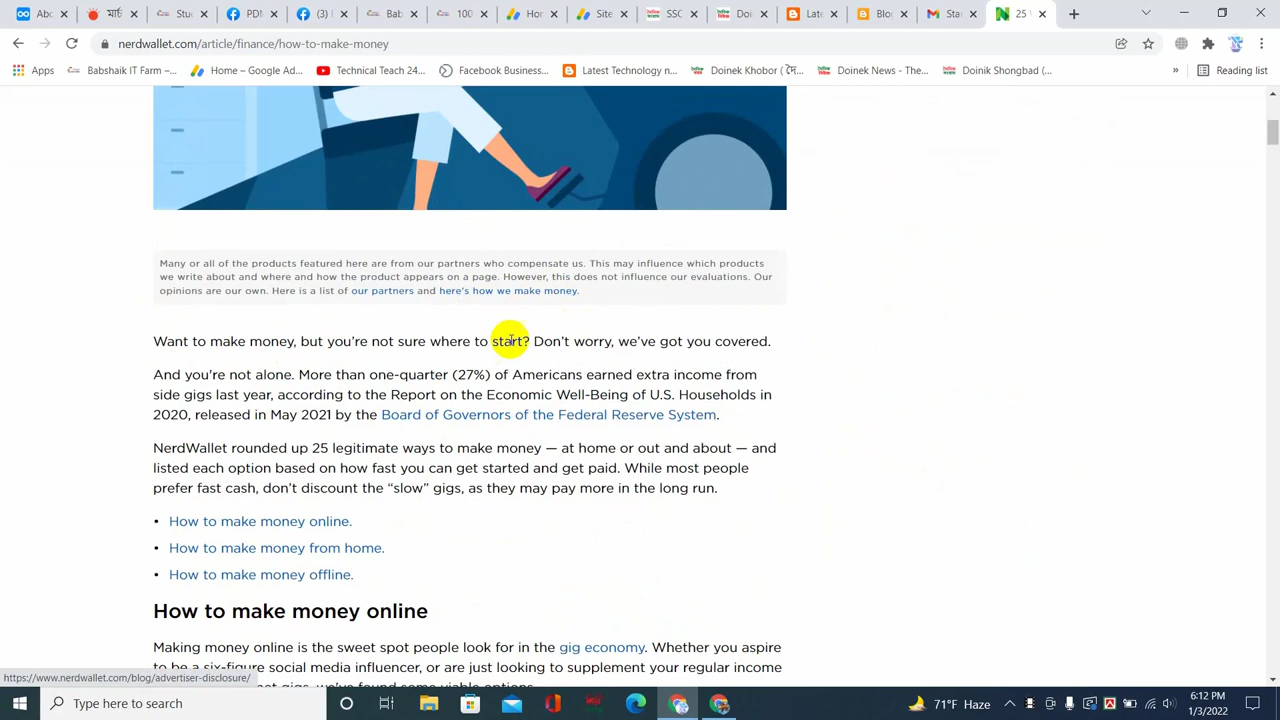 Stu
PDI
(3)
Bab
100
Ho
Site
SSC
Doi
Late
Blo
Sta
25
nerdwallet.com/article/finance/how-to-make-money
Apps
Babshaik IT Farm –...
Home – Google Ad...
Technical Teach 24...
Facebook Business...
Latest Technology n...
Doinek News - The...
Doinik Shongbad (...
»
Reading list
Many or all of the products featured here are from our partners who compensate us. This may influence which products
we write about and where and how the product appears on a page. However, this does not influence our evaluations. Our
opinions are our own. Here is a list of our partners and here's how we make money.
Want to make money, but you’re not sure where to start? Don’t worry, we’ve got you covered.
And you're not alone. More than one-quarter (27%) of Americans earned extra income from
side gigs last year, according to the Report on the Economic Well-Being of U.S. Households in
2020, released in May 2021 by the Board of Governors of the Federal Reserve System.
NerdWallet rounded up 25 legitimate ways to make money — at home or out and about — and
listed each option based on how fast you can get started and get paid. While most people
prefer fast cash, don’t discount the “slow” gigs, as they may pay more in the long run.
• How to make money online.
• How to make money from home.
• How to make money offline.
How to make money online
Making money online is the sweet spot people look for in the gig economy. Whether you aspire
to be a six-figure social media influencer, or are just looking to supplement your regular income
https://www.nerdwallet.com/blog/advertiser-disclosure/
Type here to search
71°F Haze
6:12 PM
1/3/2022